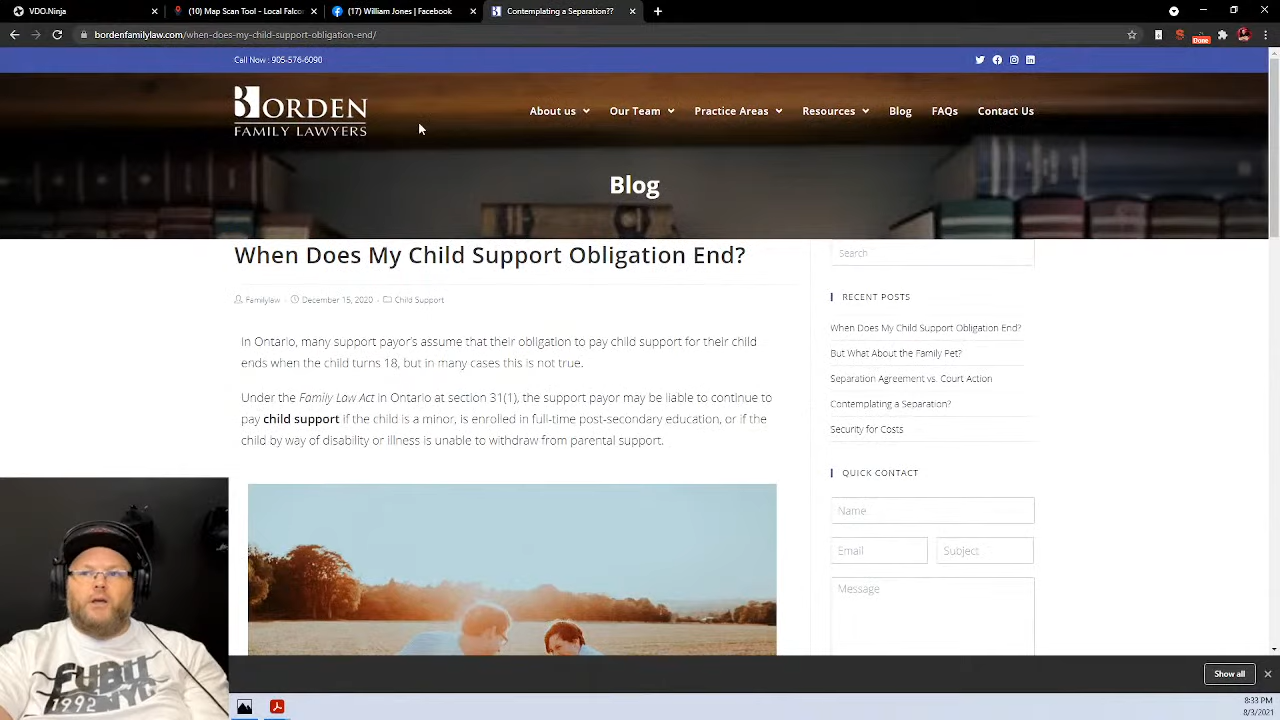 VDO.Ninja
(10) Map Scan Tool - Local Falco
(17) William Jones | Facebook
Contemplating a Separation??
bordenfamilylaw.com/when-does-my-child-support-obligation-end/
Done
Call Now : 905-576-6090
BORDEN
FAMILY LAWYERS
About us
Our Team
Practice Areas
Resources
Blog
FAQs
Contact Us
Blog
When Does My Child Support Obligation End?
Familylaw
December 15, 2020
Child Support
In Ontario, many support payor's assume that their obligation to pay child support for their child
ends when the child turns 18, but in many cases this is not true.
Under the Family Law Act in Ontario at section 31(1), the support payor may be liable to continue to
pay child support if the child is a minor, is enrolled in full-time post-secondary education, or if the
child by way of disability or illness is unable to withdraw from parental support.
Search
RECENT POSTS
When Does My Child Support Obligation End?
But What About the Family Pet?
Separation Agreement vs. Court Action
Contemplating a Separation?
Security for Costs
QUICK CONTACT
Name
Email
Subject
Message
FUBU
1992
Show all
8:33 PM
8/3/2021